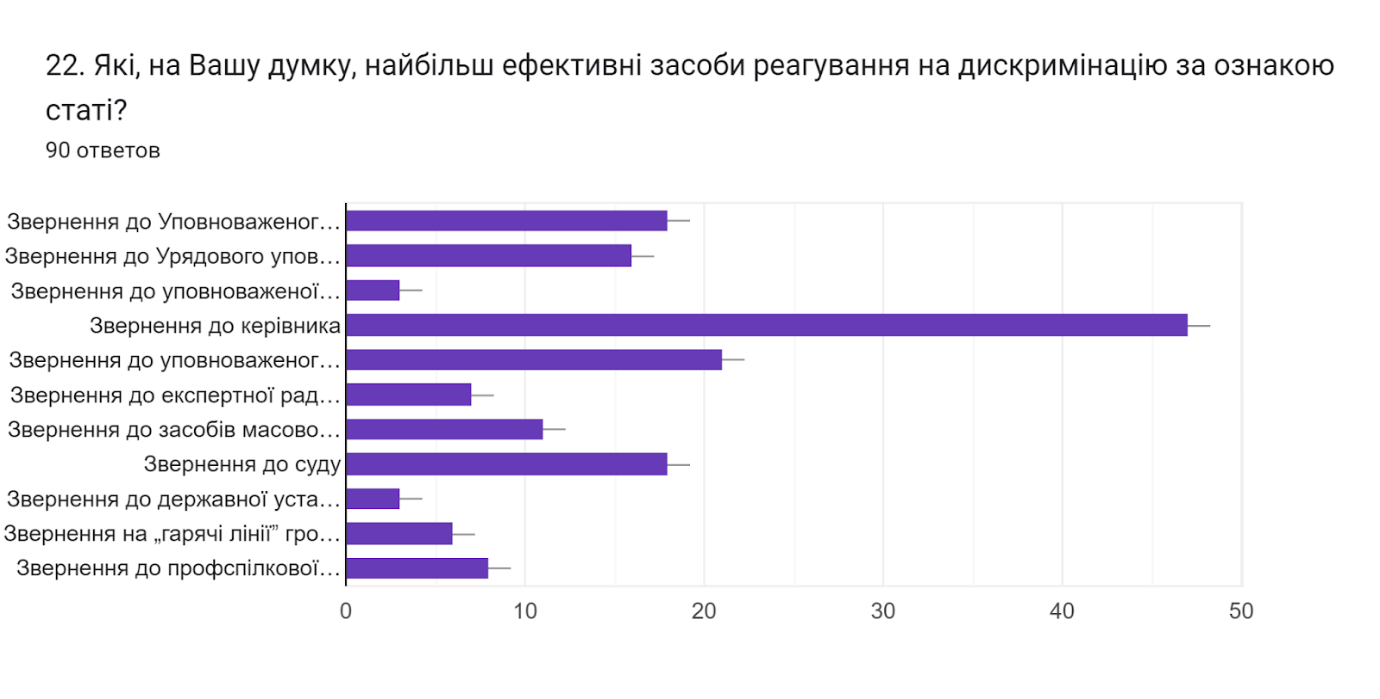 22. Які, на Вашу думку, найбільш ефективні засоби реагування на дискримінацію за ознакою
статі?
90 ответов
Звернення до Уповноваженог…
Звернення до Урядового упов…
Звернення до уповноваженої…
Звернення до керівника
Звернення до уповноваженог…
Звернення до експертної рад…
Звернення до засобів масово…
Звернення до суду
Звернення до державної уста…
Звернення на „гарячі лінії” гро…
Звернення до профспілкової…
0 10 20 30 40 50